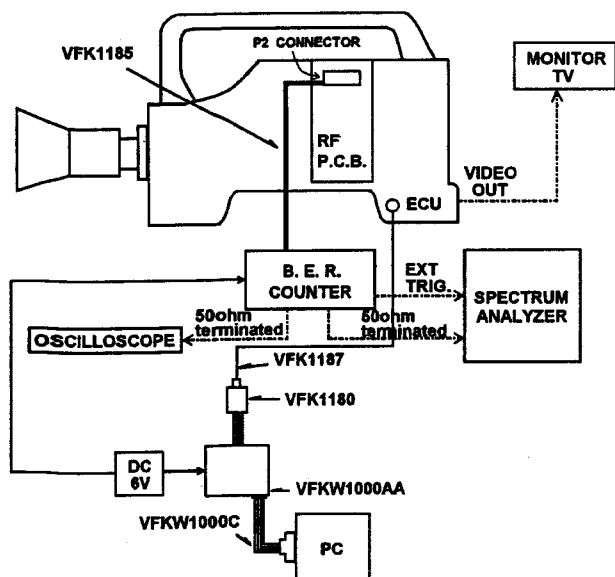 VFK1185
P2 CONNECTOR
MONITOR
TV
RF
P.C.B.
VIDEO
OUT
ECU
B. E. R.
COUNTER
EXT
TRIG.
SPECTRUM
ANALYZER
50ohm
terminated
50ohm
terminated
OSCILLOSCOPE
VFK1187
VFK1180
DC
6V
VFKW1000AA
VFKW1000C
PC